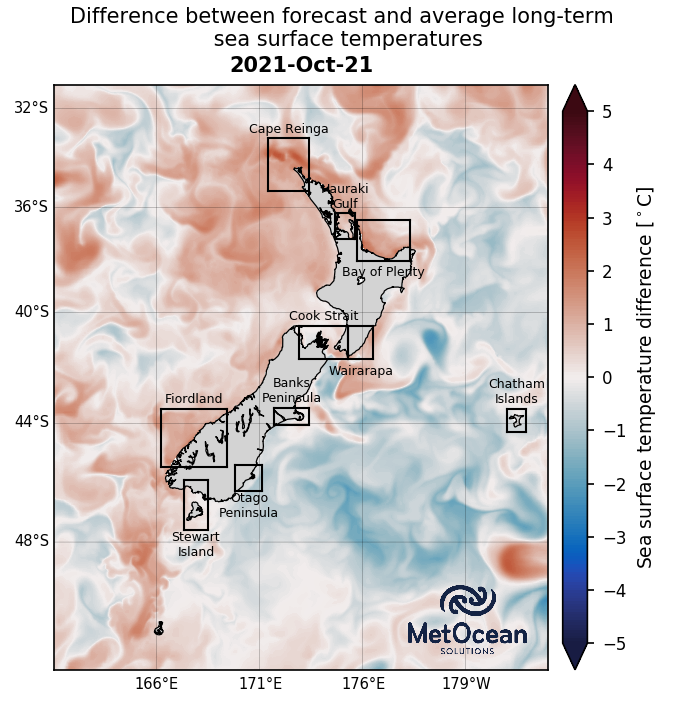 Difference between forecast and average long-term
sea surface temperatures
2021-Oct-21
32°S
36°S
40°S
44°S
48°S
Cape Reinga
Hauraki
Gulf
Bay of Plenty
Cook Strait
Wairarapa
Banks
Peninsula
Fiordland
Chatham
Islands
Otago
Peninsula
Stewart
Island
MetOcean
SOLUTIONS
166°E
171°E
176°E
179°W
5
4
3
2
1
0
−1
−2
−3
−4
−5
Sea surface temperature difference [°C]